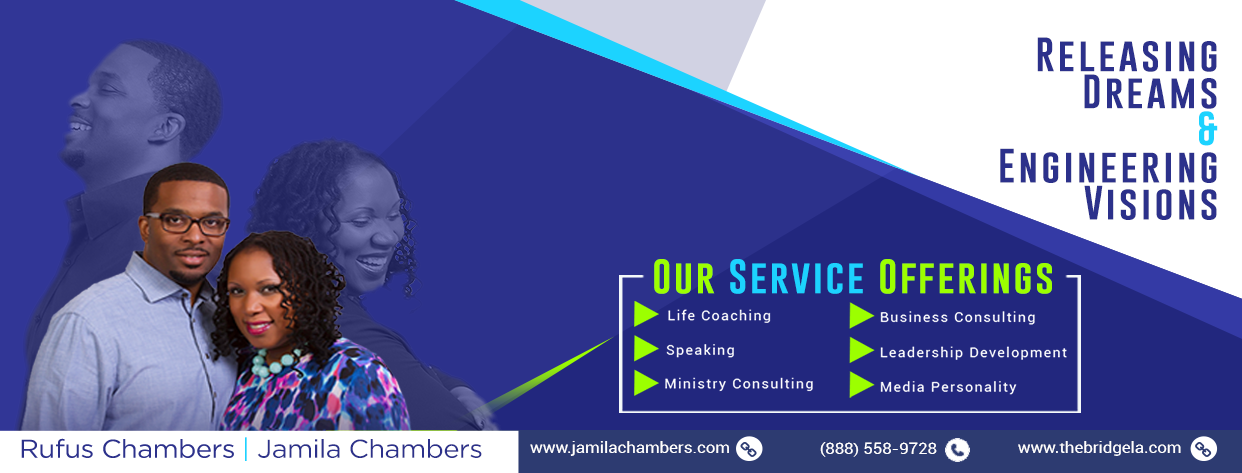 RELEASING
DREAMS
&
ENGINEERING
VISIONS
OUR SERVICE OFFERINGS
Life Coaching
Speaking
Ministry Consulting
Business Consulting
Leadership Development
Media Personality
Rufus Chambers | Jamila Chambers
www.jamilachambers.com
(888) 558-9728
www.thebridgela.com